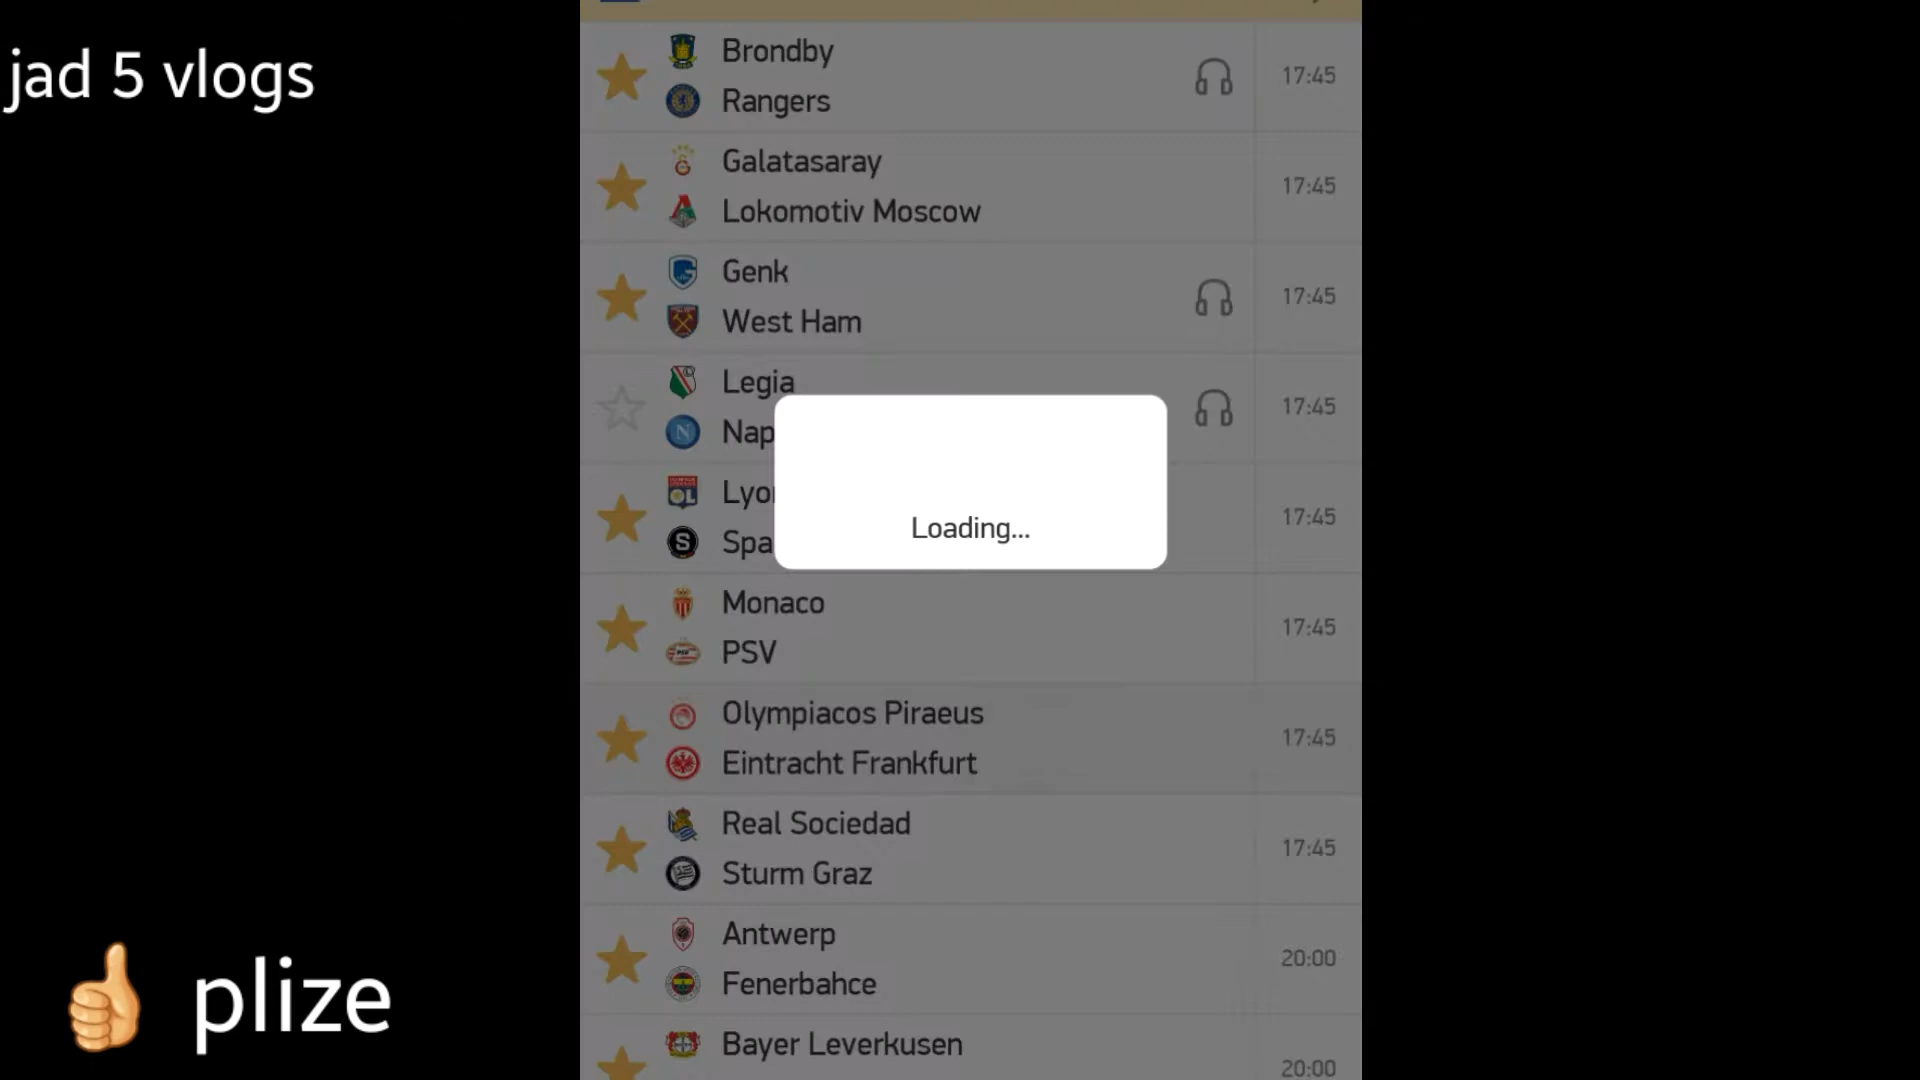 jad 5 vlogs
Brondby
Rangers
17:45
Galatasaray
Lokomotiv Moscow
17:45
Genk
West Ham
17:45
Legia
Nap
17:45
Lyo
Spa
17:45
Loading...
Monaco
PSV
17:45
Olympiacos Piraeus
Eintracht Frankfurt
17:45
Real Sociedad
Sturm Graz
17:45
Antwerp
Fenerbahce
20:00
Bayer Leverkusen
20:00
plize